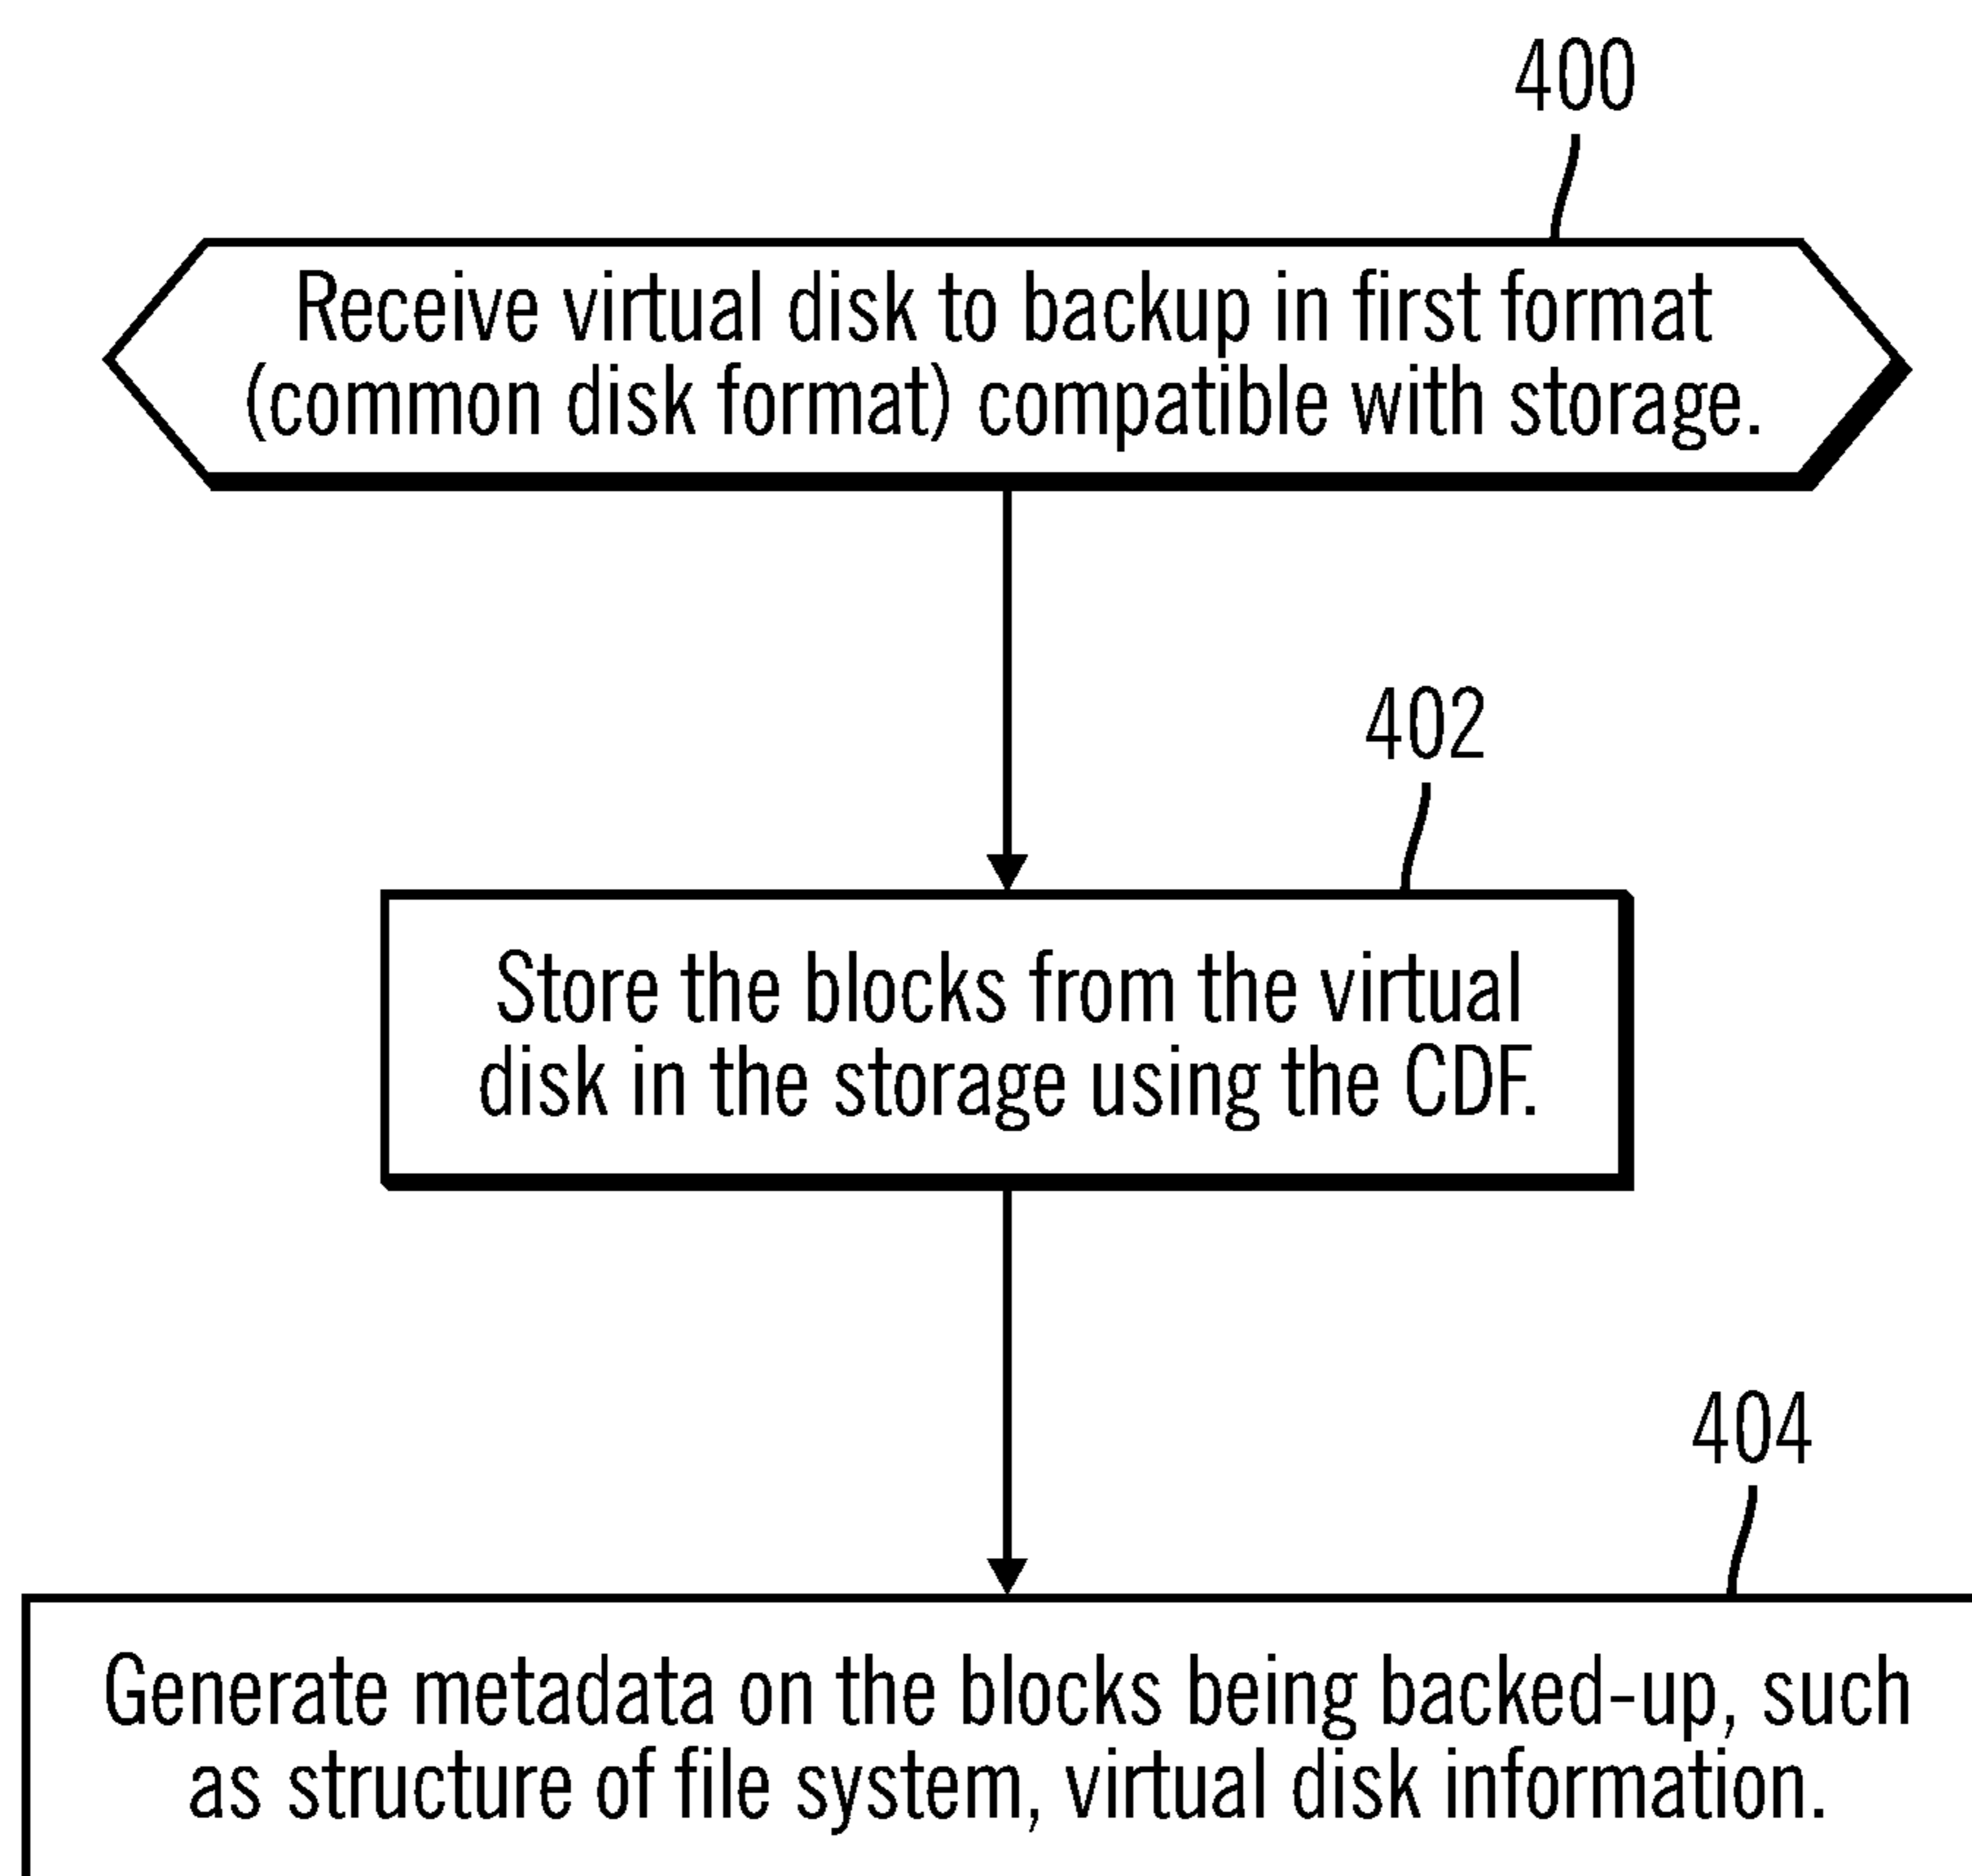 400
Receive virtual disk to backup in first format
(common disk format) compatible with storage.
402
Store the blocks from the virtual
disk in the storage using the CDF.
404
Generate metadata on the blocks being backed-up, such
as structure of file system, virtual disk information.